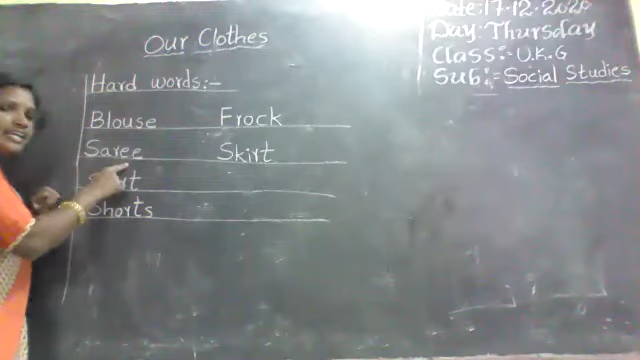 Our Clothes
Date:17.12.2020
Day: Thursday
Class:- U.K.G
Sub:- Social Studies
Hard words:-
Blouse Frock
Saree Skirt
Shorts